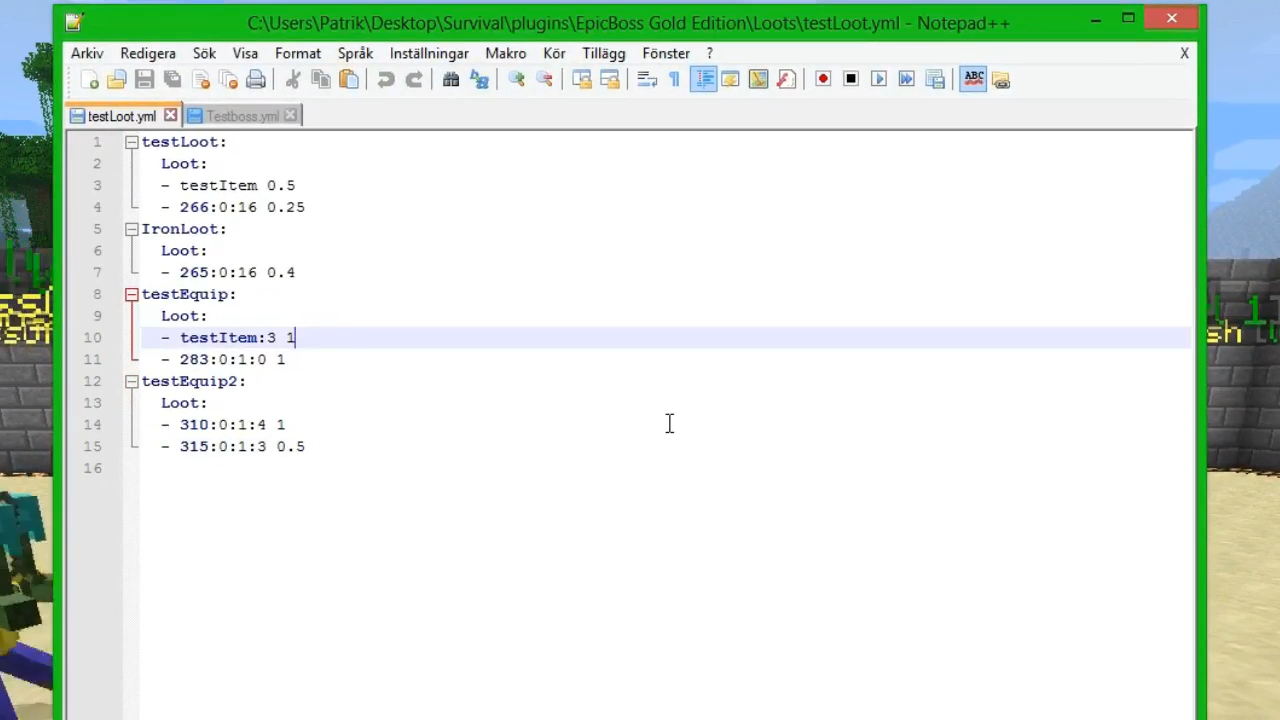 C:\Users\Patrik\Desktop\Survival\plugins\EpicBoss Gold Edition\Loots\testLoot.yml - Notepad++
Arkiv Redigera Sök Visa Format Språk Inställningar Makro Kör Tillägg Fönster ? X
ABC
testLoot.yml Testboss.yml
1 testLoot:
2 Loot:
3 - testItem 0.5
4 - 266:0:16 0.25
5 IronLoot:
6 Loot:
7 - 265:0:16 0.4
8 testEquip:
9 Loot:
10 - testItem:3 1
11 - 283:0:1:0 1
12 testEquip2:
13 Loot:
14 - 310:0:1:4 1
15 - 315:0:1:3 0.5
16